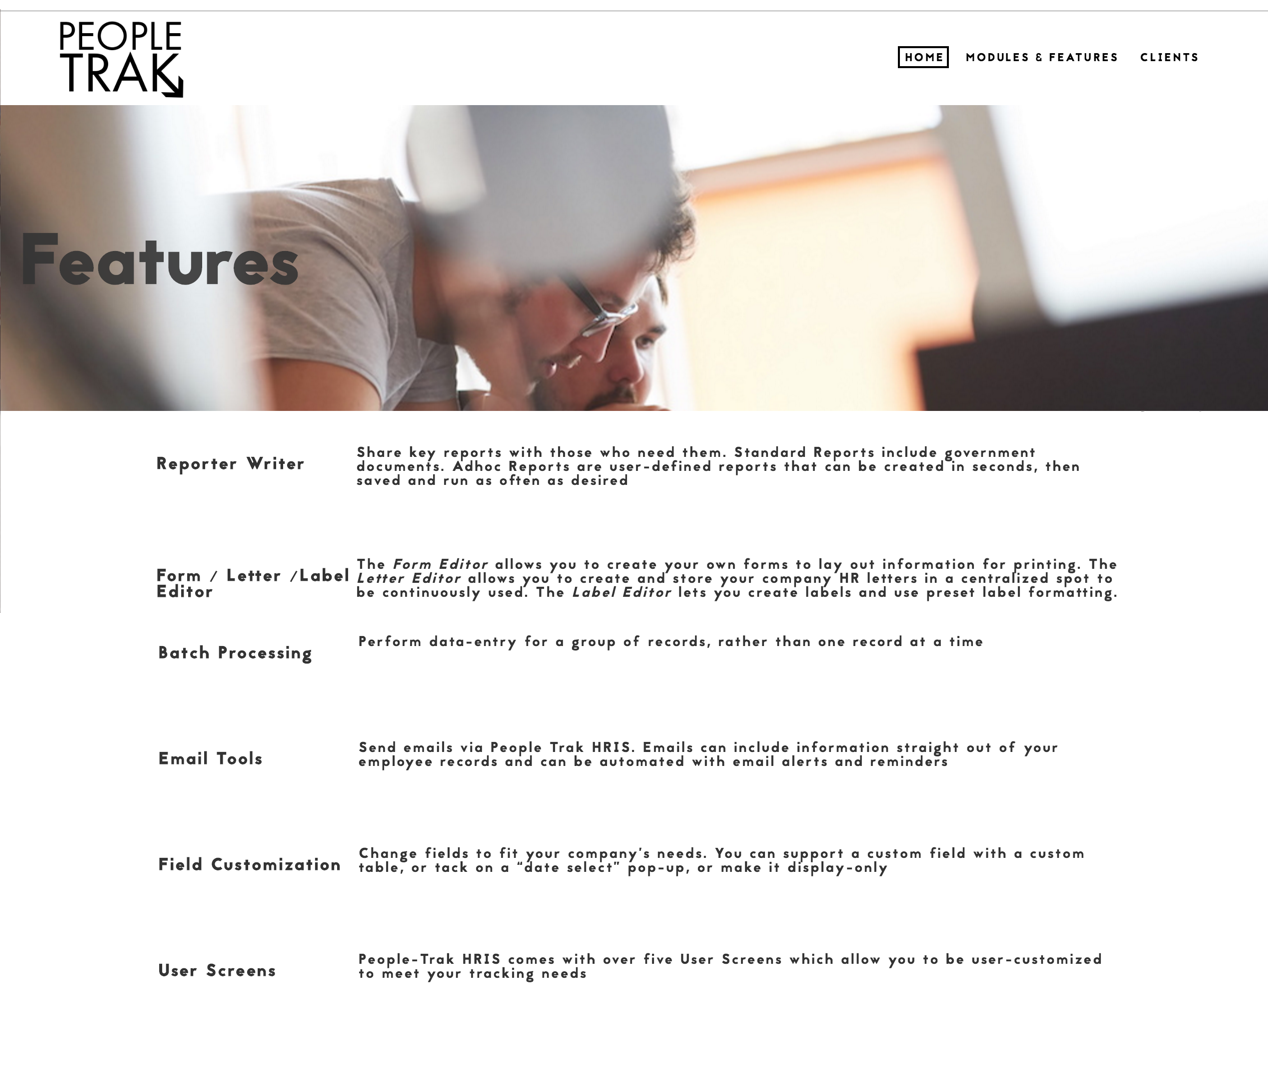 PEOPLE
TRAK
HOME MODULES & FEATURES CLIENTS
Features
Reporter Writer
Share key reports with those who need them. Standard Reports include government
documents. Adhoc Reports are user-defined reports that can be created in seconds, then
saved and run as often as desired
Form / Letter /Label
Editor
The Form Editor allows you to create your own forms to lay out information for printing. The
Letter Editor allows you to create and store your company HR letters in a centralized spot to
be continuously used. The Label Editor lets you create labels and use preset label formatting.
Batch Processing
Perform data-entry for a group of records, rather than one record at a time
Email Tools
Send emails via People Trak HRIS. Emails can include information straight out of your
employee records and can be automated with email alerts and reminders
Field Customization
Change fields to fit your company's needs. You can support a custom field with a custom
table, or tack on a “date select” pop-up, or make it display-only
User Screens
People-Trak HRIS comes with over five User Screens which allow you to be user-customized
to meet your tracking needs